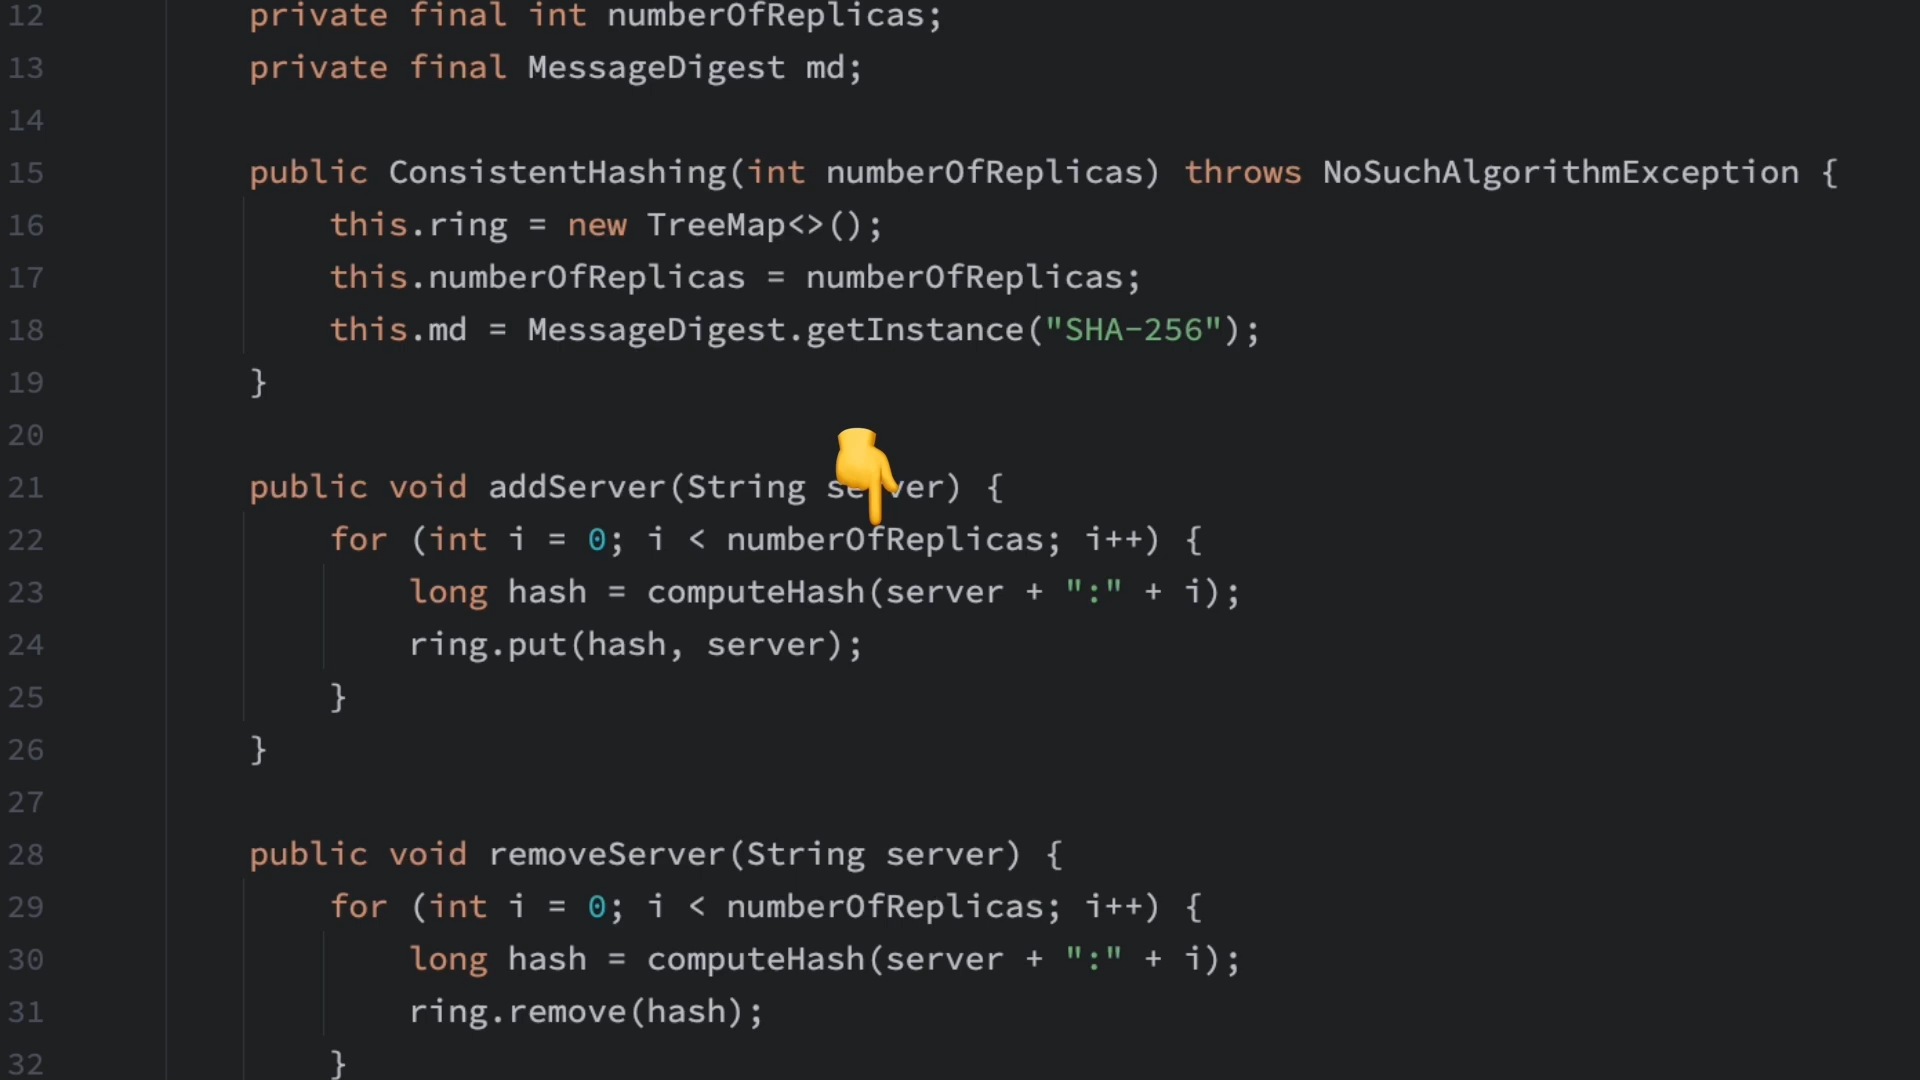 12 private final int numberOfReplicas;
13 private final MessageDigest md;
14
15 public ConsistentHashing(int numberOfReplicas) throws NoSuchAlgorithmException {
16 this.ring = new TreeMap<>();
17 this.numberOfReplicas = numberOfReplicas;
18 this.md = MessageDigest.getInstance("SHA-256");
19 }
20
21 public void addServer(String server) {
22 for (int i = 0; i < numberOfReplicas; i++) {
23 long hash = computeHash(server + ":" + i);
24 ring.put(hash, server);
25 }
26 }
27
28 public void removeServer(String server) {
29 for (int i = 0; i < numberOfReplicas; i++) {
30 long hash = computeHash(server + ":" + i);
31 ring.remove(hash);
32 }